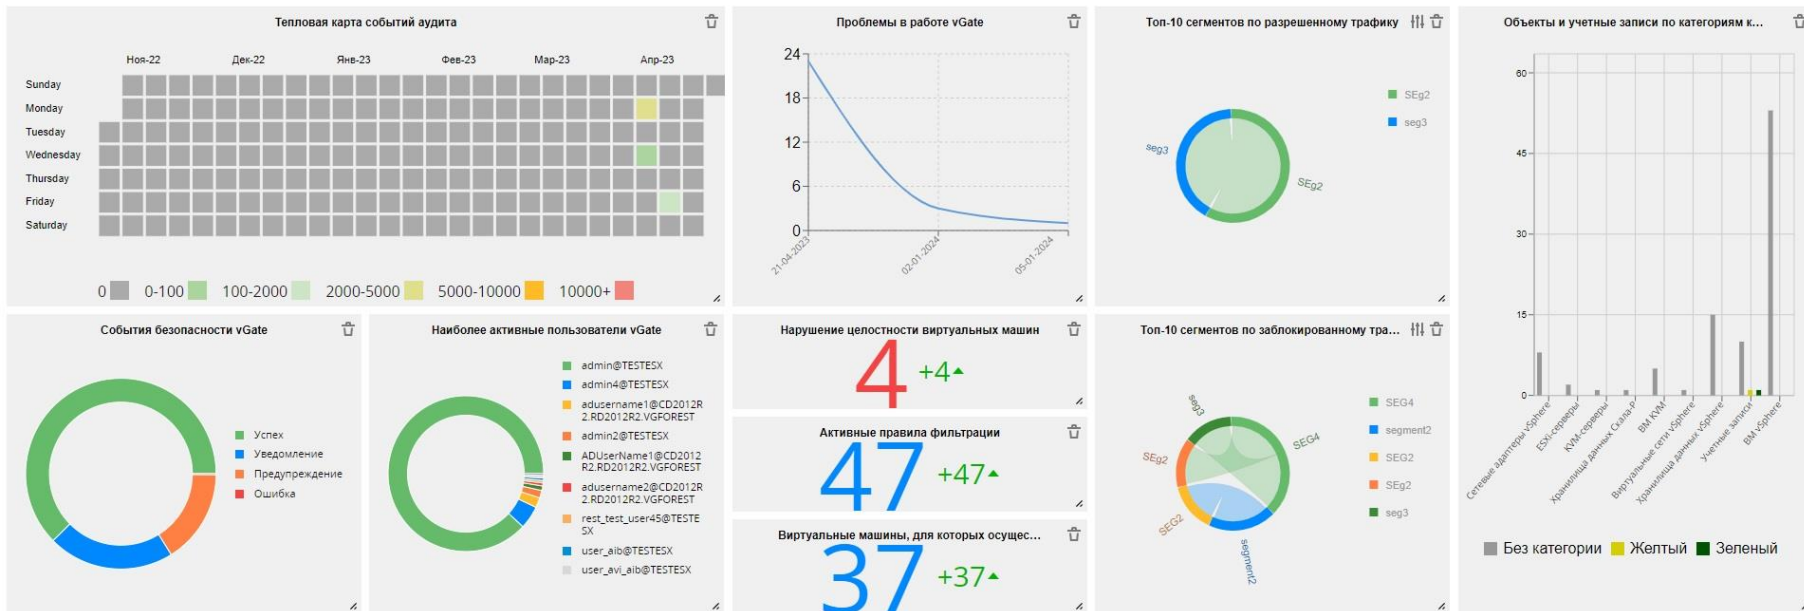 Тепловая карта событий аудита
Ноя-22 Дек-22 Янв-23 Фев-23 Мар-23 Апр-23
Sunday
Monday
Tuesday
Wednesday
Thursday
Friday
Saturday
0 0-100 100-2000 2000-5000 5000-10000 10000+
Проблемы в работе vGate
24
18
12
6
0
21-04-2023 02-01-2024 05-01-2024
Топ-10 сегментов по разрешенному трафику
SEg2
seg3
seg3
SEg2
Объекты и учетные записи по категориям к...
60
45
30
15
0
Сетевые адаптеры vSphere
ESXi-серверы
KVM-серверы
Хранилища данных Скала-Р
ВМ KVM
Виртуальные сети vSphere
Хранилища данных vSphere
Учетные записи
ВМ vSphere
Без категории Желтый Зеленый
События безопасности vGate
Успех
Уведомление
Предупреждение
Ошибка
Наиболее активные пользователи vGate
admin@TESTESX
admin4@TESTESX
adusername1@CD2012R
2.RD2012R2.VGFOREST
admin2@TESTESX
ADUserName1@CD2012
R2.RD2012R2.VGFOREST
adusername2@CD2012R
2.RD2012R2.VGFOREST
rest_test_user45@TESTE
SX
user_aib@TESTESX
user_avi_aib@TESTESX
Нарушение целостности виртуальных машин
4 +4
Активные правила фильтрации
47 +47
Виртуальные машины, для которых осущес...
37 +37
Топ-10 сегментов по заблокированному тра...
SEG4
segment2
SEG2
SEg2
seg3
seg3
SEG4
SEg2
SEG2
segment2